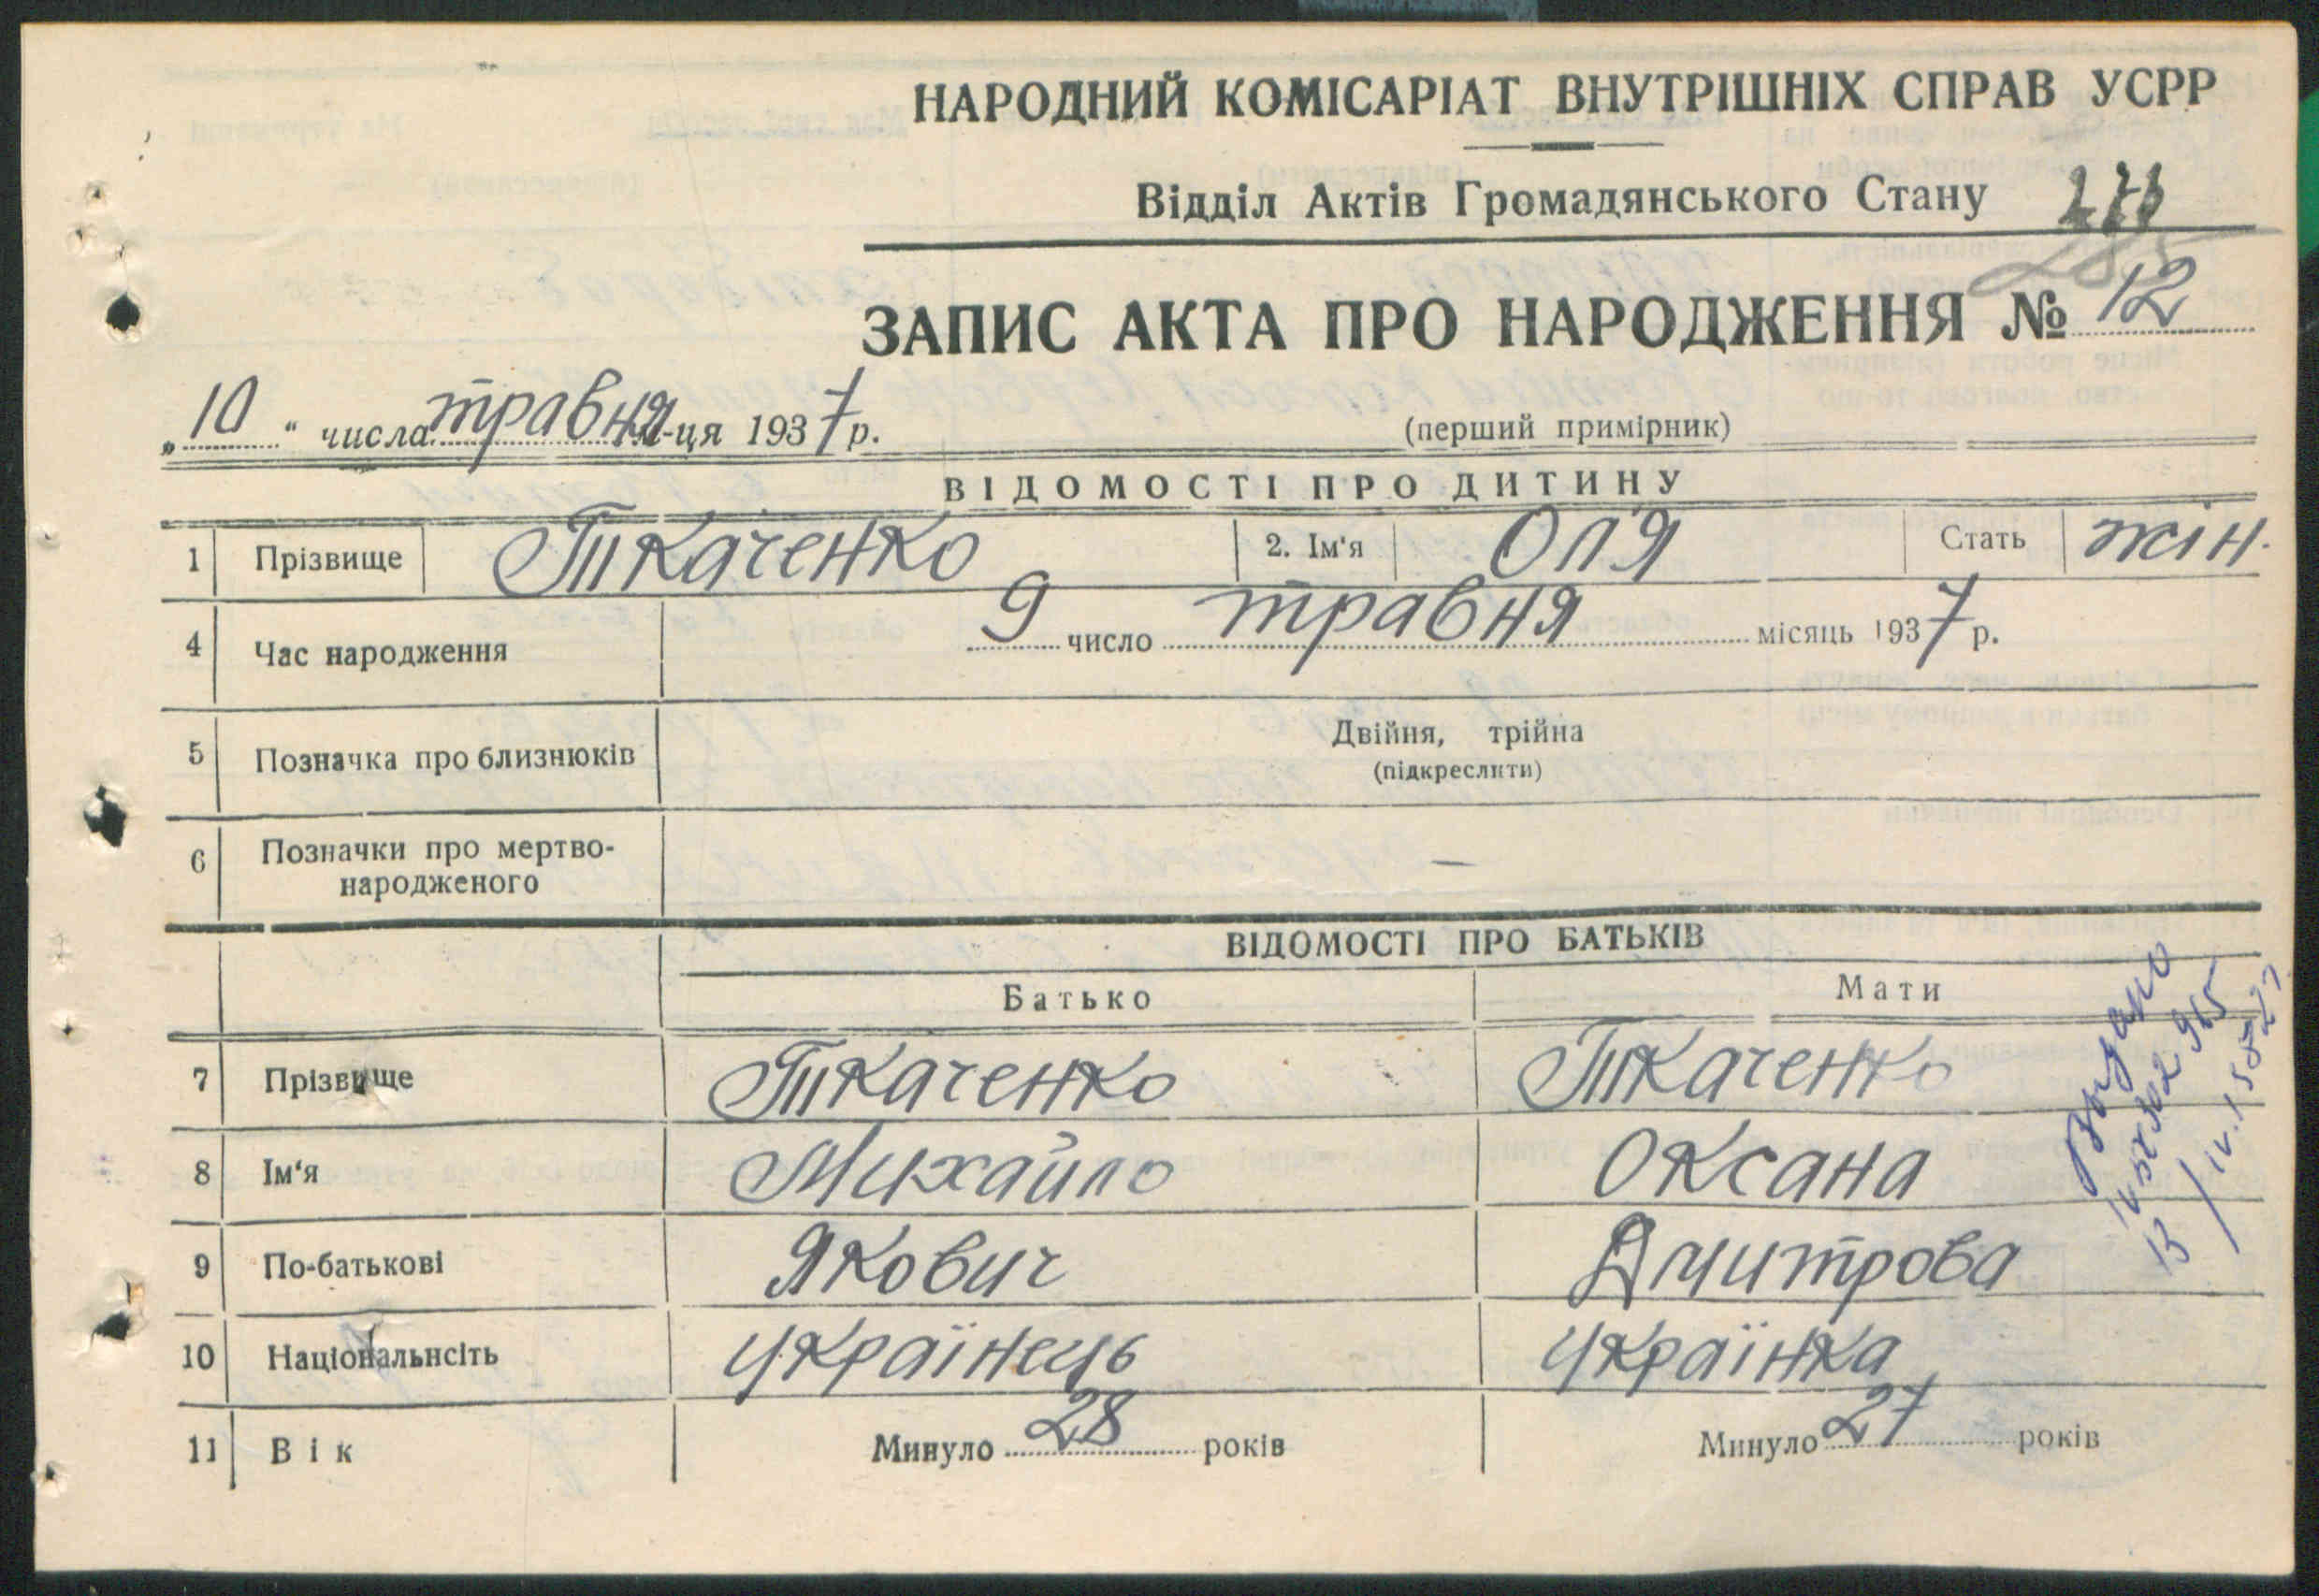 НАРОДНИЙ КОМІСАРІАТ ВНУТРІШНІХ СПРАВ УСРР
Відділ Актів Громадянського Стану
ЗАПИС АКТА ПРО НАРОДЖЕННЯ № 12
„10“ числа травня м-ця 1937 р.
(перший примірник)
ВІДОМОСТІ ПРО ДИТИНУ
1 Прізвище Ткаченко 2. Ім'я Оля Стать жін.
4 Час народження 9 число травня місяць 1937 р.
5 Позначка про близнюків Двійня, трійна
(підкреслити)
6 Позначки про мертво-
народженого —
ВІДОМОСТІ ПРО БАТЬКІВ
Батько Мати
7 Прізвище Ткаченко Ткаченко
8 Ім'я Михайло Оксана
9 По-батькові Якович Дмитрова
10 Національнсіть українець українка
11 Вік Минуло 28 років Минуло 27 років